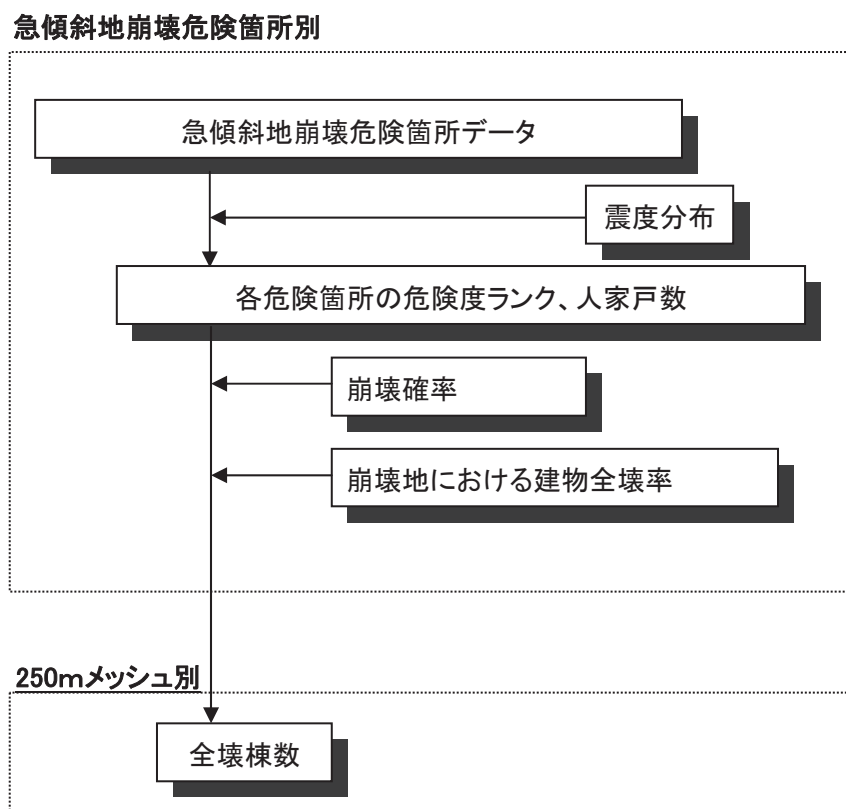 急傾斜地崩壊危険箇所別
急傾斜地崩壊危険箇所データ
震度分布
各危険箇所の危険度ランク、人家戸数
崩壊確率
崩壊地における建物全壊率
250mメッシュ別
全壊棟数